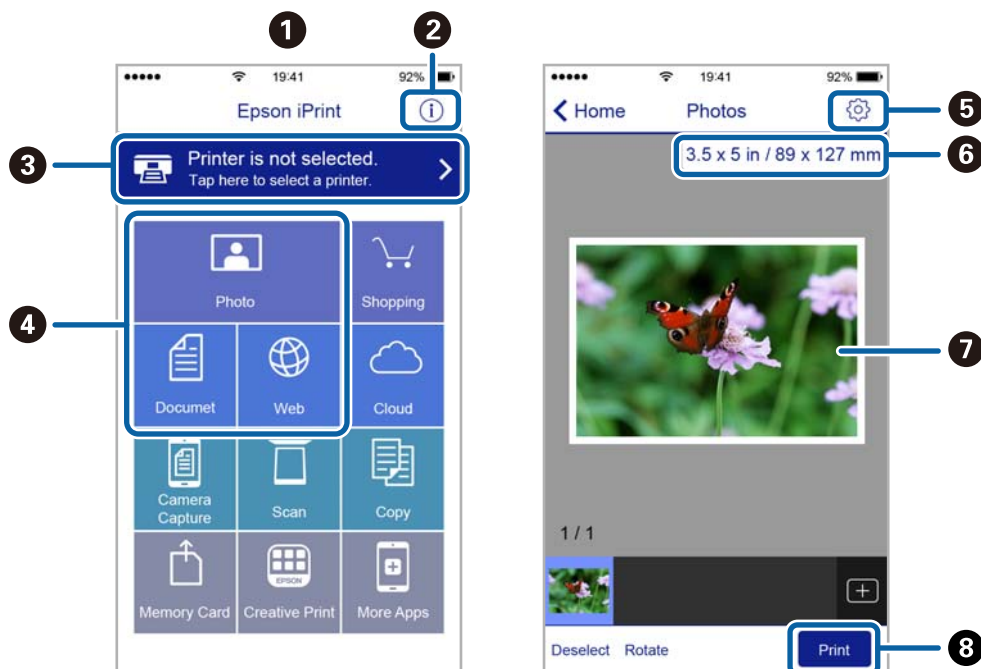 1
2
19:41
92%
Epson iPrint
i
3
Printer is not selected.
Tap here to select a printer.
4
Photo
Shopping
Documet
Web
Cloud
Camera
Capture
Scan
Copy
EPSON
Memory Card
Creative Print
More Apps
19:41
92%
Home
Photos
5
3.5 x 5 in / 89 x 127 mm
6
7
1 / 1
Deselect
Rotate
Print
8